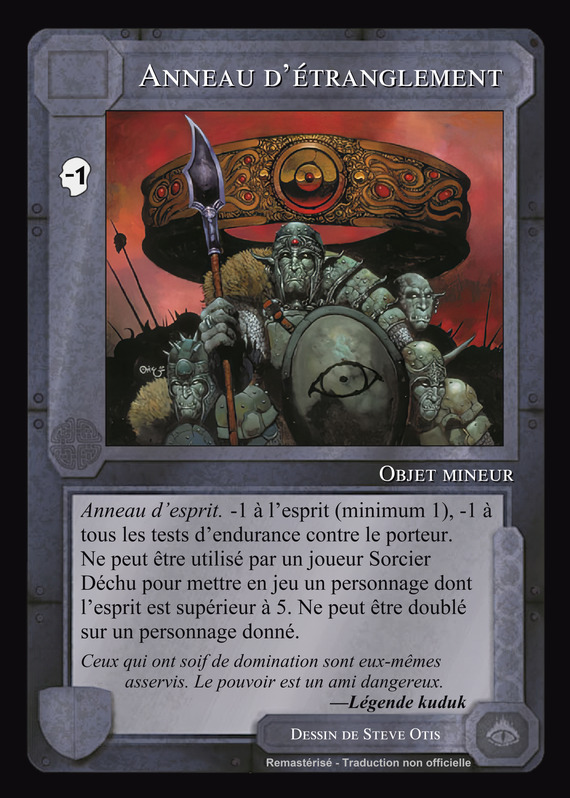 Anneau d'étranglement
-1
Objet mineur
Anneau d'esprit. -1 à l'esprit (minimum 1), -1 à
tous les tests d'endurance contre le porteur.
Ne peut être utilisé par un joueur Sorcier
Déchu pour mettre en jeu un personnage dont
l'esprit est supérieur à 5. Ne peut être doublé
sur un personnage donné.
Ceux qui ont soif de domination sont eux-mêmes
asservis. Le pouvoir est un ami dangereux.
—Légende kuduk
Dessin de Steve Otis
Remastérisé - Traduction non officielle